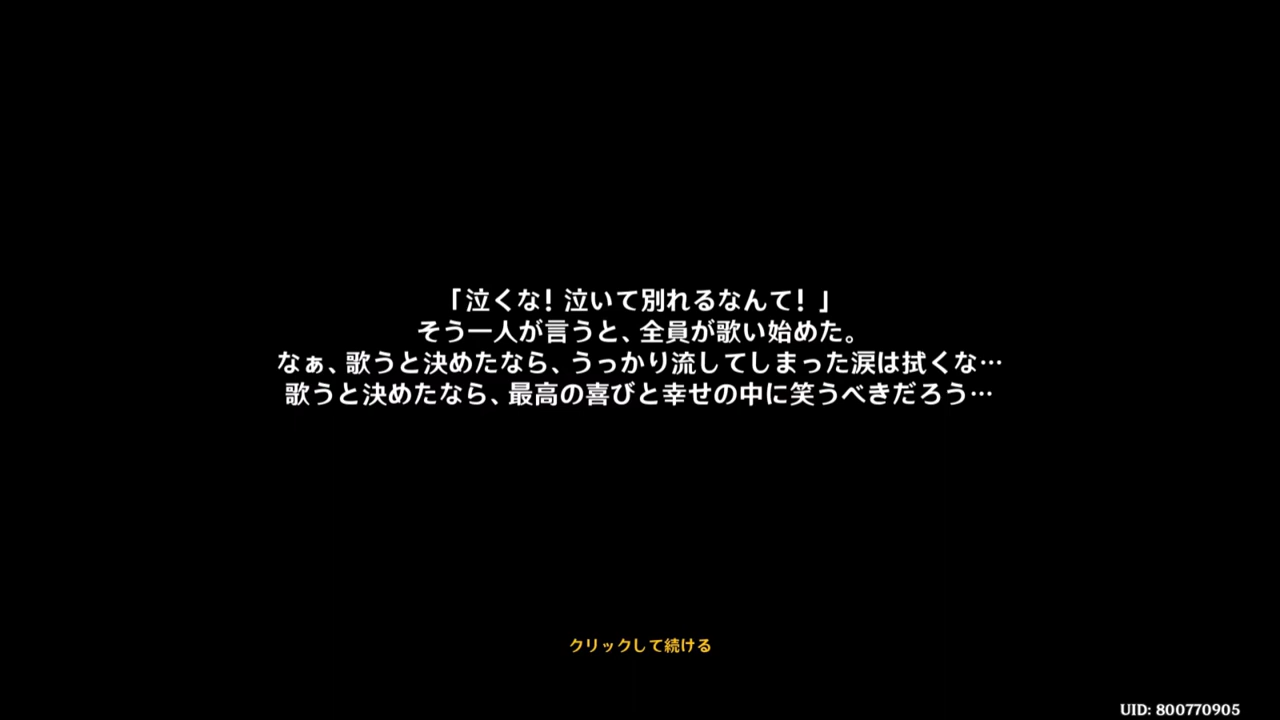 「泣くな！泣いて別れるなんて！」
そう一人が言うと、全員が歌い始めた。
なぁ、歌うと決めたなら、うっかり流してしまった涙は拭くな…
歌うと決めたなら、最高の喜びと幸せの中に笑うべきだろう…
クリックして続ける
UID: 800770905